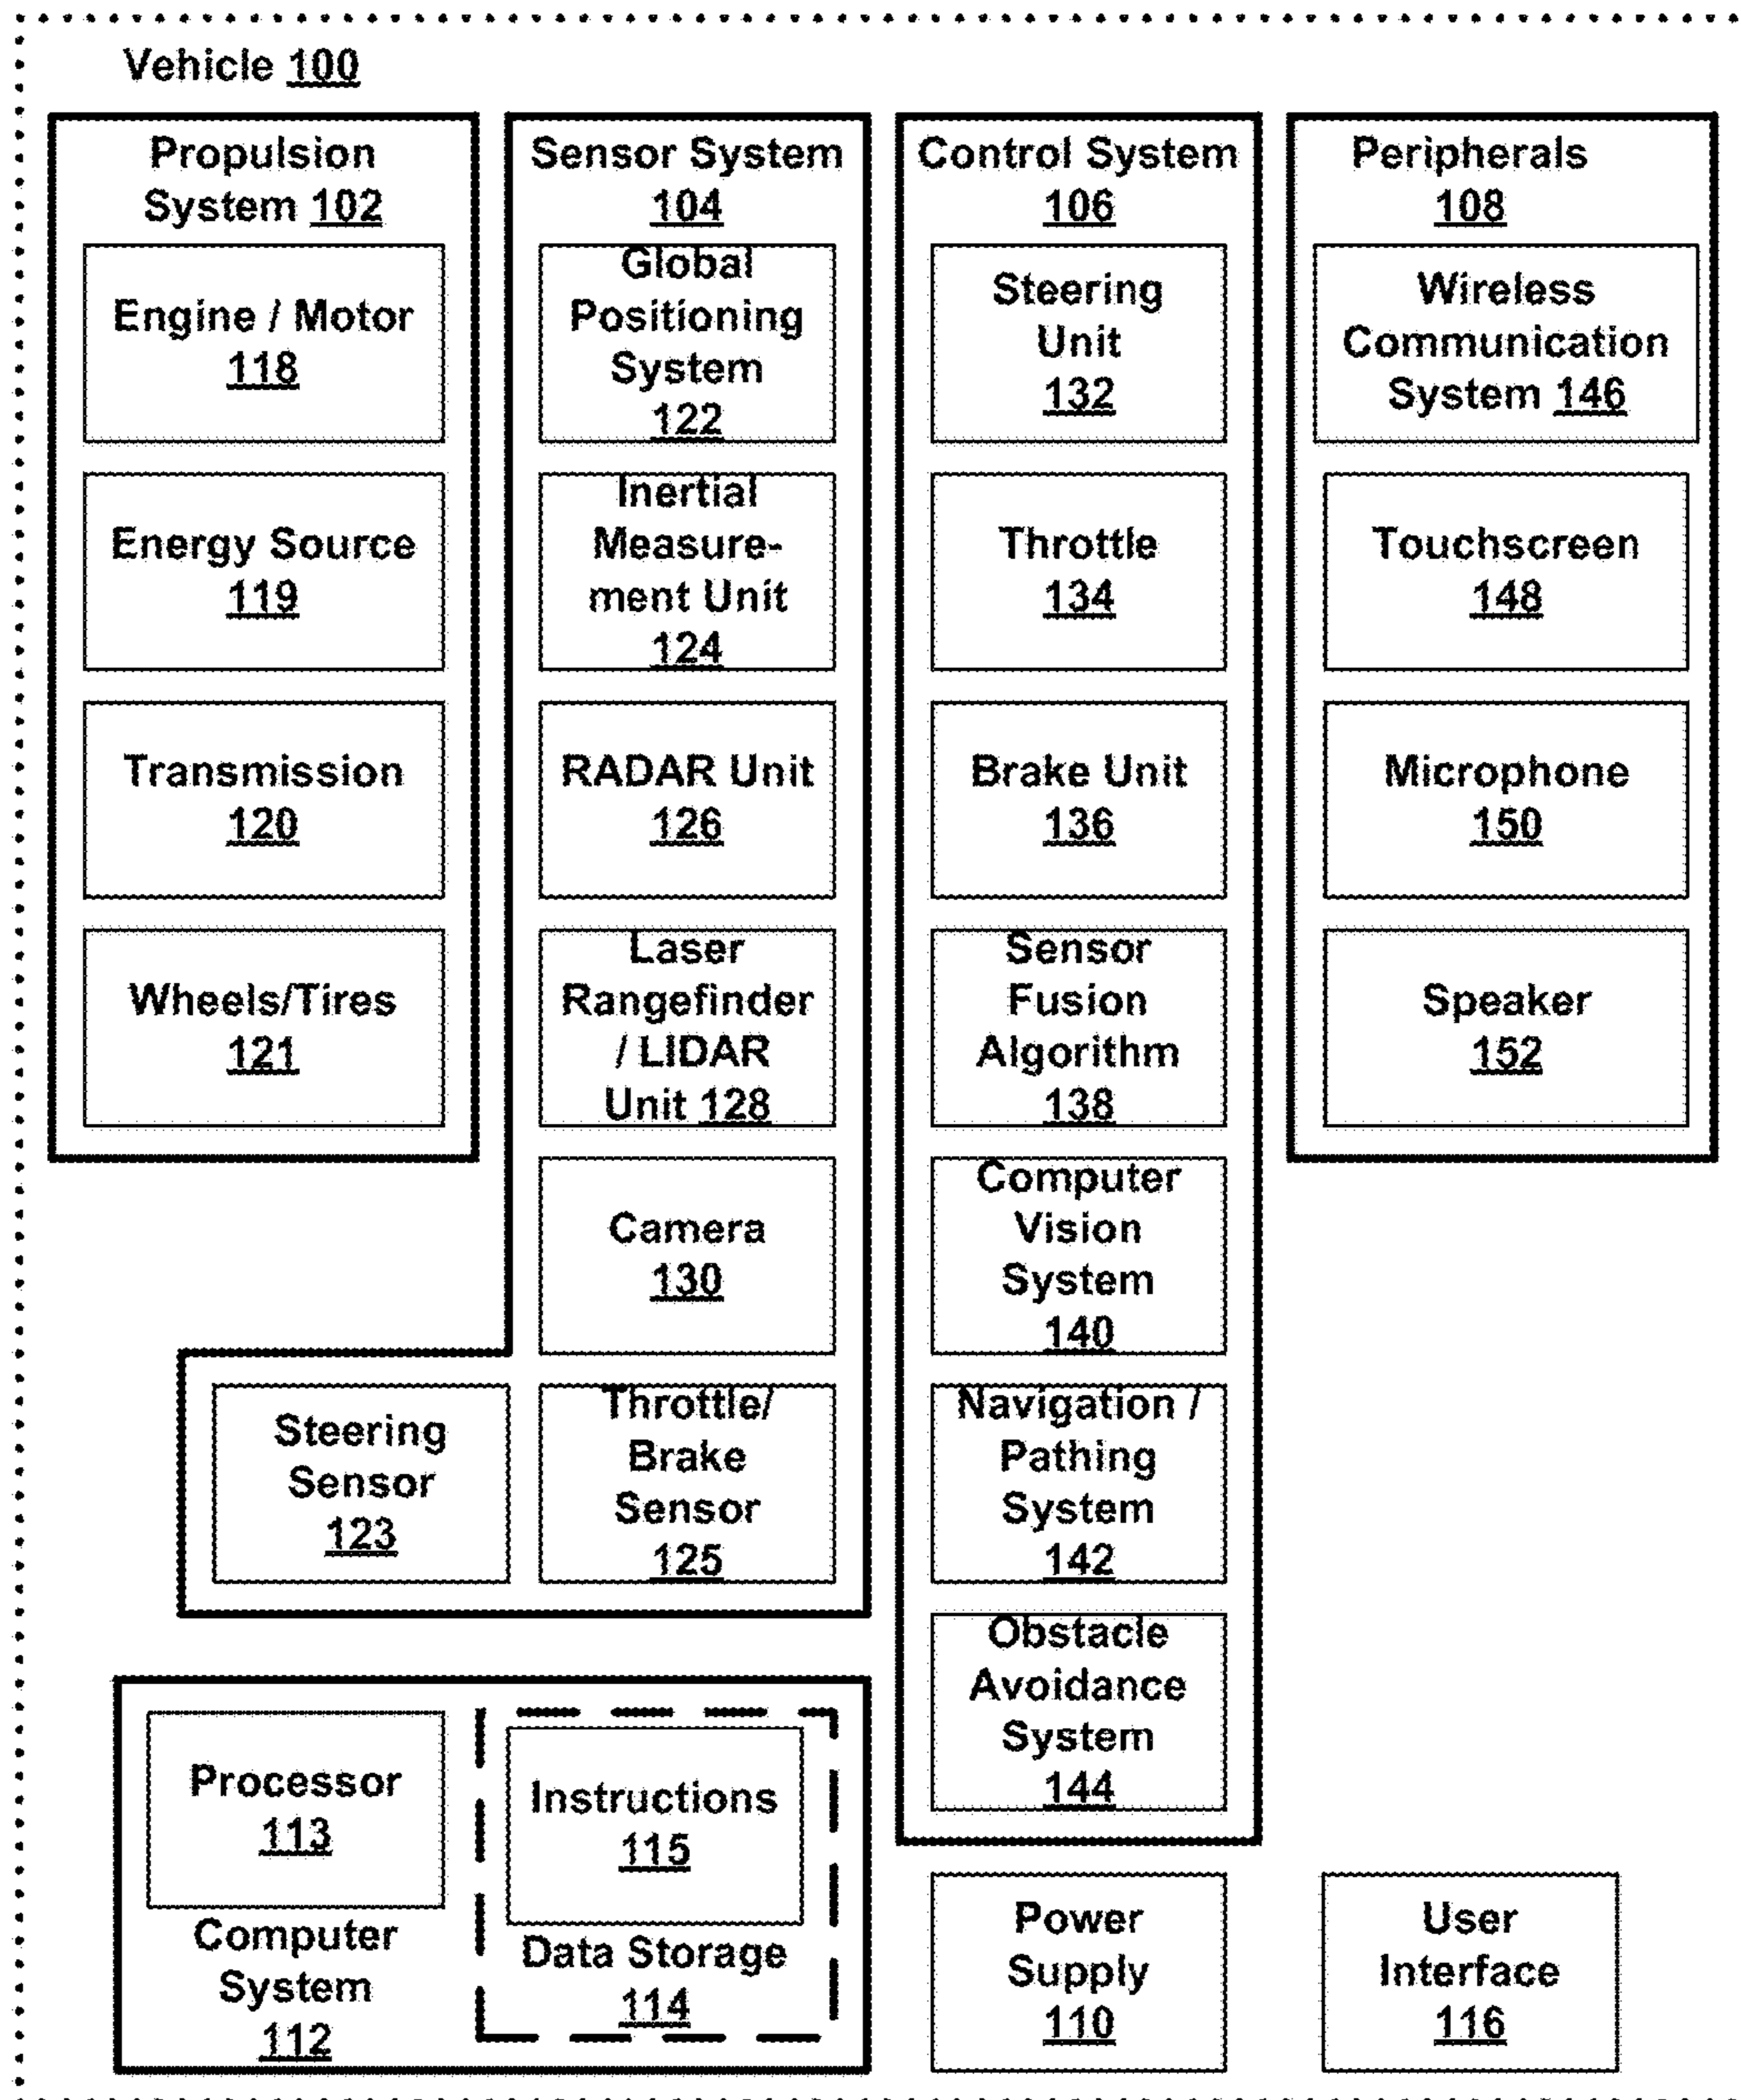 Vehicle 100
Propulsion
System 102
Engine / Motor
118
Energy Source
119
Transmission
120
Wheels/Tires
121
Sensor System
104
Global
Positioning
System
122
Inertial
Measure-
ment Unit
124
RADAR Unit
126
Laser
Rangefinder
/ LIDAR
Unit 128
Camera
130
Steering
Sensor
123
Throttle/
Brake
Sensor
125
Control System
106
Steering
Unit
132
Throttle
134
Brake Unit
136
Sensor
Fusion
Algorithm
138
Computer
Vision
System
140
Navigation /
Pathing
System
142
Obstacle
Avoidance
System
144
Peripherals
108
Wireless
Communication
System 146
Touchscreen
148
Microphone
150
Speaker
152
Processor
113
Computer
System
112
Instructions
115
Data Storage
114
Power
Supply
110
User
Interface
116